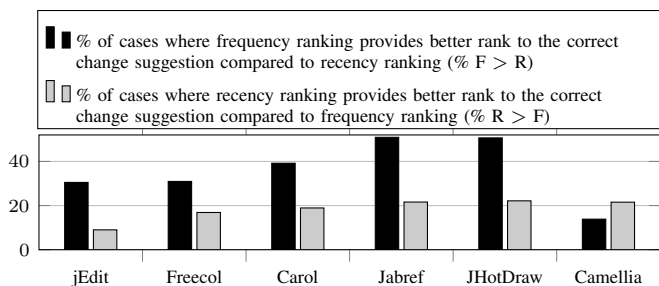 % of cases where frequency ranking provides better rank to the correct
change suggestion compared to recency ranking (% F > R)
% of cases where recency ranking provides better rank to the correct
change suggestion compared to frequency ranking (% R > F)
40
20
0
jEdit Freecol Carol Jabref JHotDraw Camellia